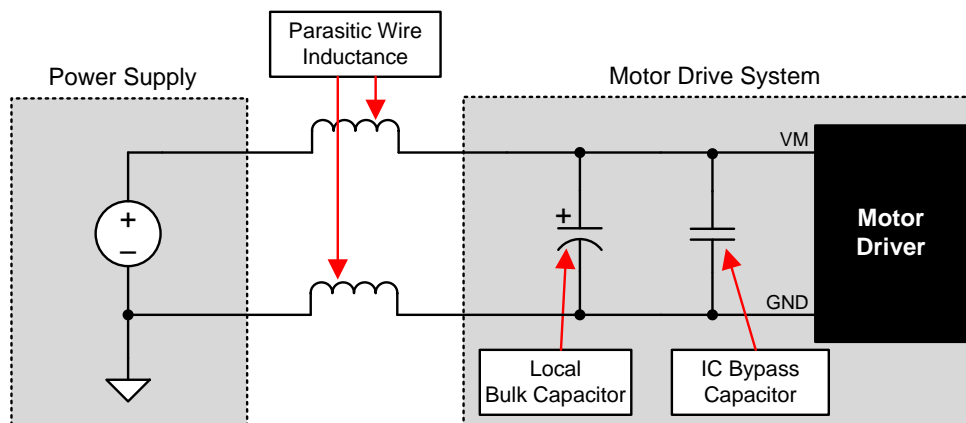 Parasitic Wire
Inductance
Power Supply
Motor Drive System
VM
+
−
+
Motor
Driver
GND
Local
Bulk Capacitor
IC Bypass
Capacitor